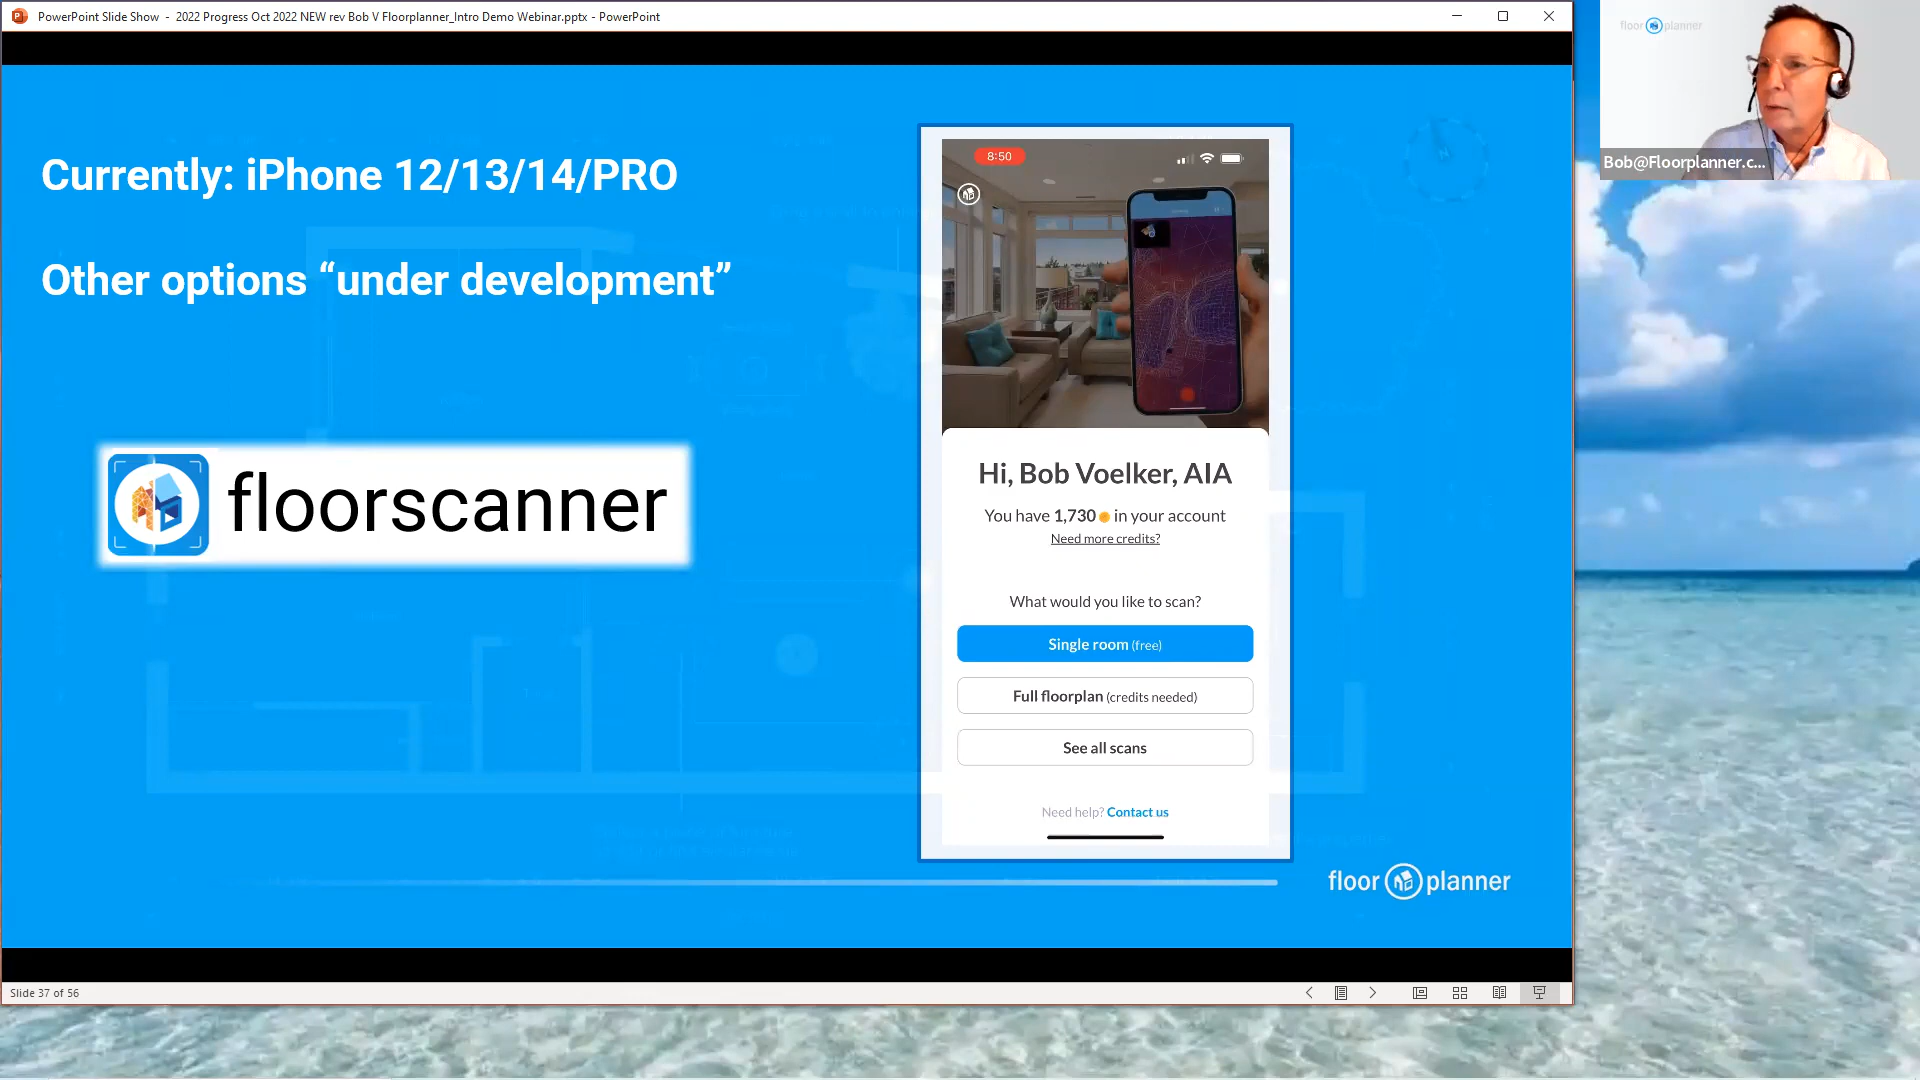 PowerPoint Slide Show - 2022 Progress Oct 2022 NEW rev Bob V Floorplanner_Intro Demo Webinar.pptx - PowerPoint
floor planner
Bob@Floorplanner.c...
Currently: iPhone 12/13/14/PRO
Other options “under development”
floorscanner
8:50
Hi, Bob Voelker, AIA
You have 1,730 in your account
Need more credits?
What would you like to scan?
Single room (free)
Full floorplan (credits needed)
See all scans
Need help? Contact us
floor planner
Slide 37 of 56